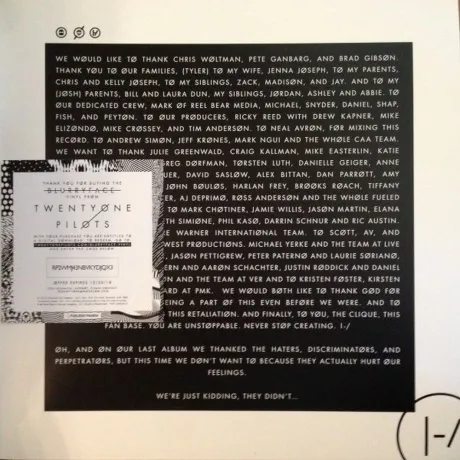 WE WØULD LIKE TØ THANK CHRIS WØLTMAN, PETE GANBARG, AND BRAD GIBSØN.
THANK YØU TØ ØUR FAMILIES, (TYLER) TØ MY WIFE, JENNA JØSEPH, TØ MY PARENTS,
CHRIS AND KELLY JØSEPH, TØ MY SIBLINGS, ZACK, MADISØN, AND JAY. AND TØ MY
(JØSH) PARENTS, BILL AND LAURA DUN, MY SIBLINGS, JØRDAN, ASHLEY AND ABBIE. TØ
ØUR DEDICATED CREW, MARK ØF REEL BEAR MEDIA, MICHAEL, SNYDER, DANIEL, SHAP,
FISH, AND PEYTØN. TØ ØUR PRØDUCERS, RICKY REED WITH DREW KAPNER, MIKE
ELIZØNDØ, MIKE CRØSSEY, AND TIM ANDERSØN. TØ NEAL AVRØN, FØR MIXING THIS
RECØRD. TØ ANDREW SIMØN, JEFF KRØNES, MARK NGUI AND THE WHØLE CAA TEAM.
WE WANT TØ THANK JULIE GREENWALD, CRAIG KALLMAN, MIKE EASTERLIN, KATIE
REG DØRFMAN, TØRSTEN LUTH, DANIELLE GEIGER, ANNE
UER, DAVID SASLØW, ALEX BITTAN, DAN PARRØTT, AMY
JØHN BØULØS, HARLAN FREY, BRØØKS RØACH, TIFFANY
ER, AJ DEPRIMØ, RØSS ANDERSØN AND THE WHØLE FUELED
TØ MARK CHØTINER, JAMIE WILLIS, JASØN MARTIN, ELANA
TH SIMIØNE, PHIL KASØ, DARRIN SCHNUR AND RIC AUSTIN.
E WARNER INTERNATIØNAL TEAM. TØ SCØTT, AV, AND
WEST PRØDUCTIØNS. MICHAEL YERKE AND THE TEAM AT LIVE
, JASØN PETTIGREW, PETER PATERNØ AND LAURIE SØRIANØ,
ERN AND AARØN SCHACHTER, JUSTIN RØDDICK AND DANIEL
ØN AND THE TEAM AT VER AND TØ KRISTEN FØSTER, KIRSTEN
ARD AT PMK. WE WØULD BØTH LIKE TØ THANK GØD FØR
EING A PART ØF THIS EVEN BEFØRE WE WERE. AND TØ
THIS RETALIATIØN. AND FINALLY, TØ YØU, THE CLIQUE, THIS
FAN BASE. YØU ARE UNSTØPPABLE. NEVER STØP CREATING. I-/
ØH, AND ØN ØUR LAST ALBUM WE THANKED THE HATERS, DISCRIMINATØRS, AND
PERPETRATØRS, BUT THIS TIME WE DØN'T WANT TØ BECAUSE THEY ACTUALLY HURT ØUR
FEELINGS.
WE'RE JUST KIDDING, THEY DIDN'T...
THANK YOU FOR BUYING THE
BLURRYFACE
VINYL FROM
TWENTY ONE
PILOTS
|-/